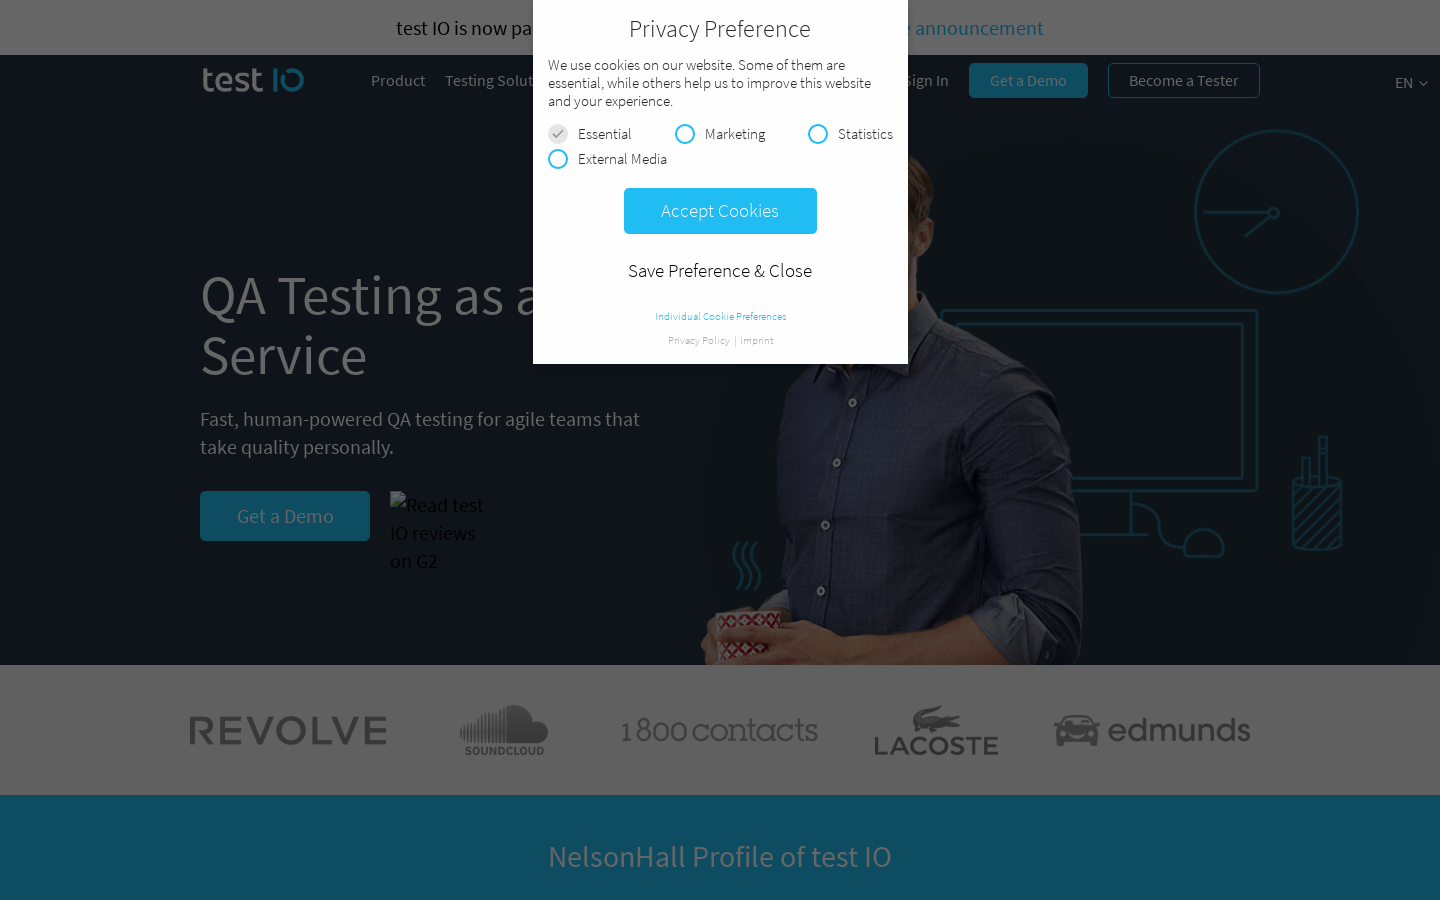 test IO is now pa
announcement
test IO
Product
Testing Solut
Sign In
Get a Demo
Become a Tester
EN
Privacy Preference
We use cookies on our website. Some of them are
essential, while others help us to improve this website
and your experience.
Essential
Marketing
Statistics
External Media
Accept Cookies
Save Preference & Close
Individual Cookie Preferences
Privacy Policy | Imprint
QA Testing as a
Service
Fast, human-powered QA testing for agile teams that
take quality personally.
Get a Demo
Read test
IO reviews
on G2
REVOLVE
SOUNDCLOUD
1 800 contacts
LACOSTE
edmunds
NelsonHall Profile of test IO